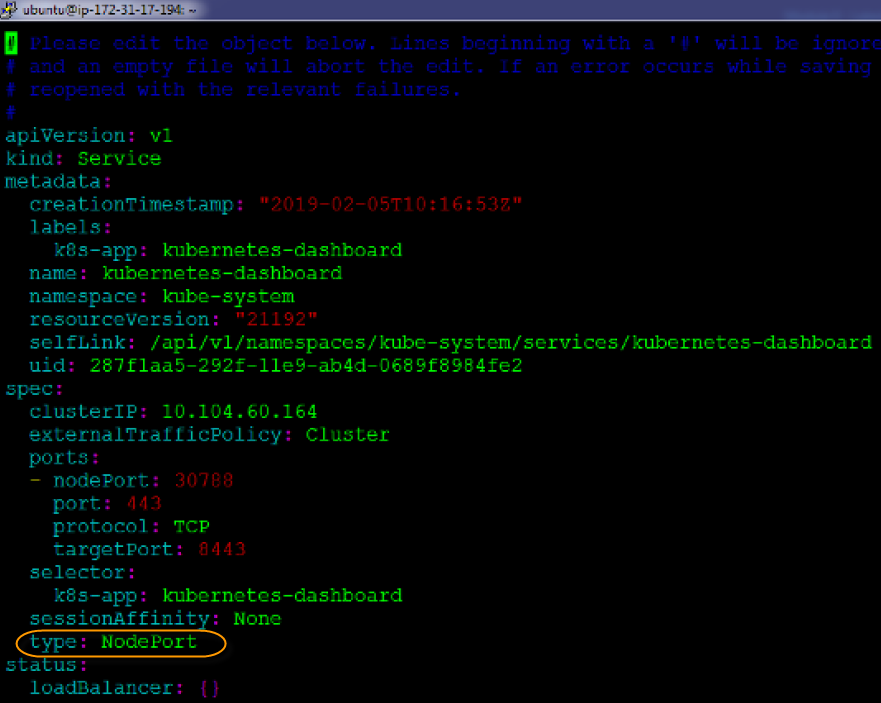 ubuntu@ip-172-31-17-194: ~
# Please edit the object below. Lines beginning with a '#' will be ignore
# and an empty file will abort the edit. If an error occurs while saving
# reopened with the relevant failures.
#
apiVersion: v1
kind: Service
metadata:
  creationTimestamp: "2019-02-05T10:16:53Z"
  labels:
    k8s-app: kubernetes-dashboard
  name: kubernetes-dashboard
  namespace: kube-system
  resourceVersion: "21192"
  selfLink: /api/v1/namespaces/kube-system/services/kubernetes-dashboard
  uid: 287f1aa5-292f-11e9-ab4d-0689f8984fe2
spec:
  clusterIP: 10.104.60.164
  externalTrafficPolicy: Cluster
  ports:
  - nodePort: 30788
    port: 443
    protocol: TCP
    targetPort: 8443
  selector:
    k8s-app: kubernetes-dashboard
  sessionAffinity: None
  type: NodePort
status:
  loadBalancer: {}